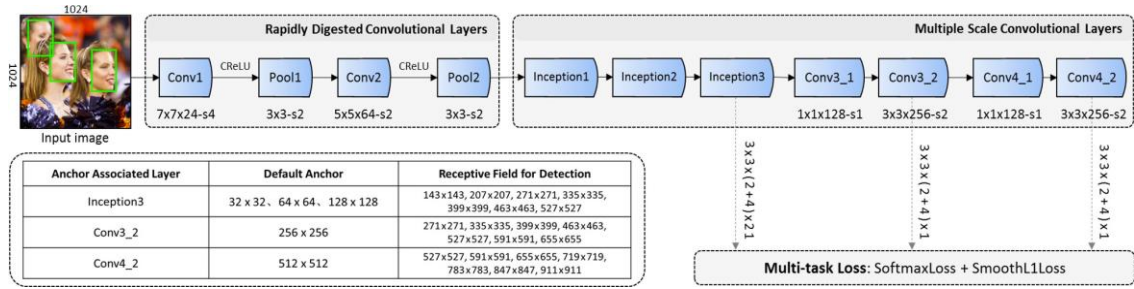 1024
1024
Input image
Rapidly Digested Convolutional Layers
Conv1
CReLU
Pool1
Conv2
CReLU
Pool2
7x7x24-s4
3x3-s2
5x5x64-s2
3x3-s2
Multiple Scale Convolutional Layers
Inception1
Inception2
Inception3
Conv3_1
Conv3_2
Conv4_1
Conv4_2
1x1x128-s1
3x3x256-s2
1x1x128-s1
3x3x256-s2
3x3x(2+4)x21
3x3x(2+4)x1
3x3x(2+4)x1
Anchor Associated Layer Default Anchor Receptive Field for Detection
Inception3 32 x 32、64 x 64、128 x 128 143x143, 207x207, 271x271, 335x335,
399x399, 463x463, 527x527
Conv3_2 256 x 256 271x271, 335x335, 399x399, 463x463,
527x527, 591x591, 655x655
Conv4_2 512 x 512 527x527, 591x591, 655x655, 719x719,
783x783, 847x847, 911x911
Multi-task Loss: SoftmaxLoss + SmoothL1Loss